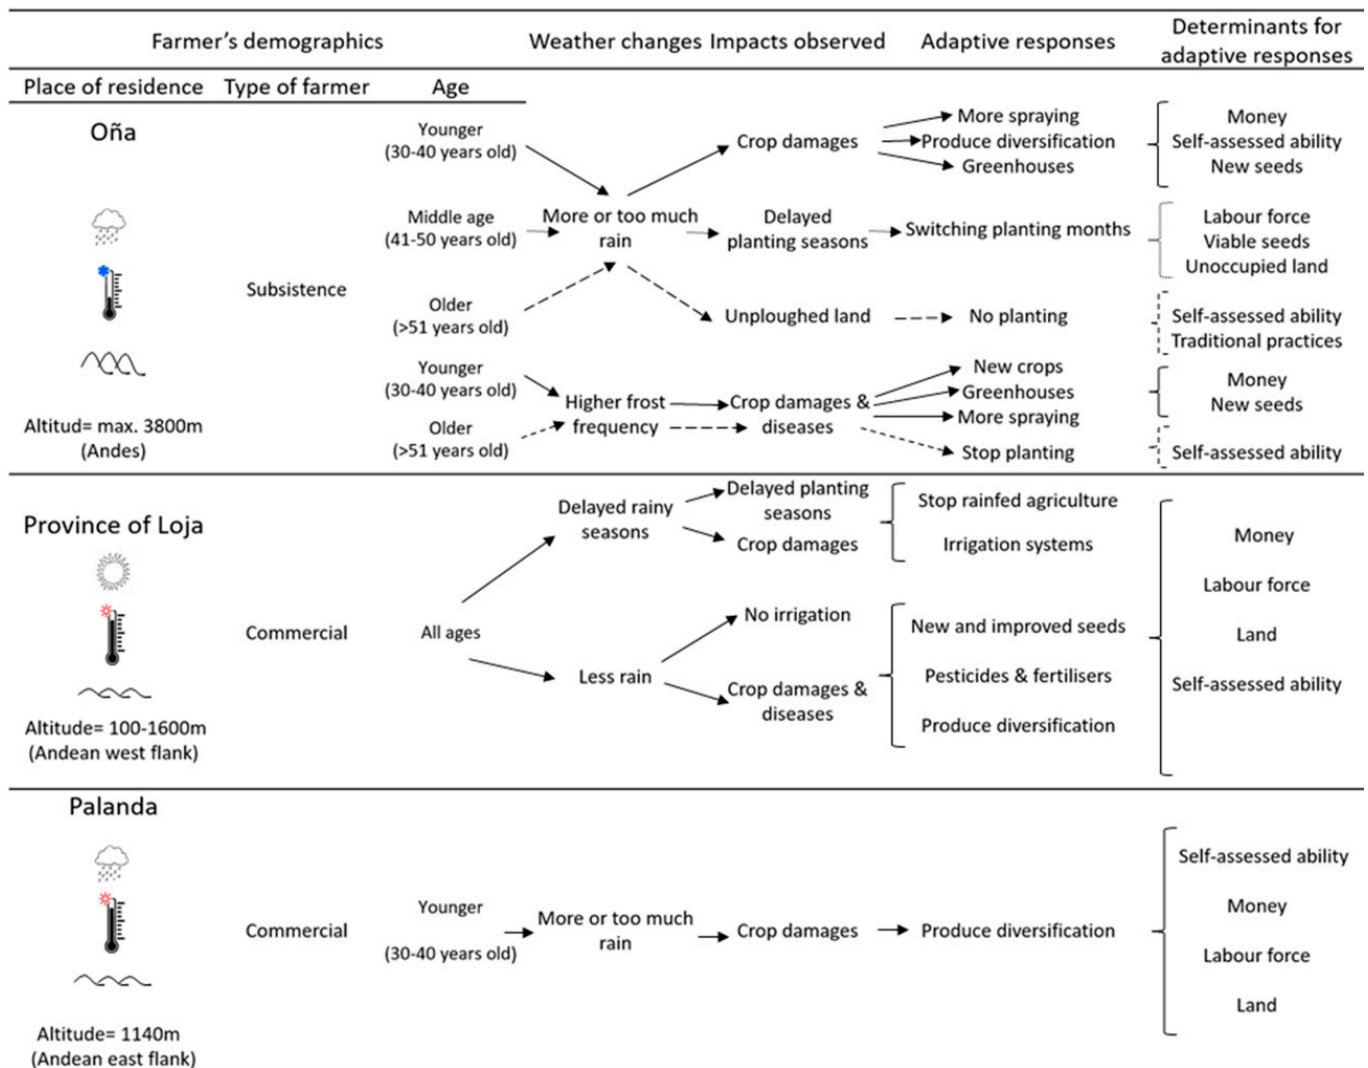 Farmer's demographics
Weather changes
Impacts observed
Adaptive responses
Determinants for
adaptive responses
Place of residence
Type of farmer
Age
Oña
Altitud= max. 3800m
(Andes)
Subsistence
Younger
(30-40 years old)
Middle age
(41-50 years old)
Older
(>51 years old)
More or too much
rain
Crop damages
More spraying
Produce diversification
Greenhouses
Money
Self-assessed ability
New seeds
Delayed
planting seasons
Switching planting months
Labour force
Viable seeds
Unoccupied land
Unploughed land
No planting
Self-assessed ability
Traditional practices
Younger
(30-40 years old)
Older
(>51 years old)
Higher frost
frequency
Crop damages &
diseases
New crops
Greenhouses
More spraying
Stop planting
Money
New seeds
Self-assessed ability
Province of Loja
Altitude= 100-1600m
(Andean west flank)
Commercial
All ages
Delayed rainy
seasons
Delayed planting
seasons
Crop damages
Stop rainfed agriculture
Irrigation systems
Less rain
No irrigation
Crop damages &
diseases
New and improved seeds
Pesticides & fertilisers
Produce diversification
Money
Labour force
Land
Self-assessed ability
Palanda
Altitude= 1140m
(Andean east flank)
Commercial
Younger
(30-40 years old)
More or too much
rain
Crop damages
Produce diversification
Self-assessed ability
Money
Labour force
Land